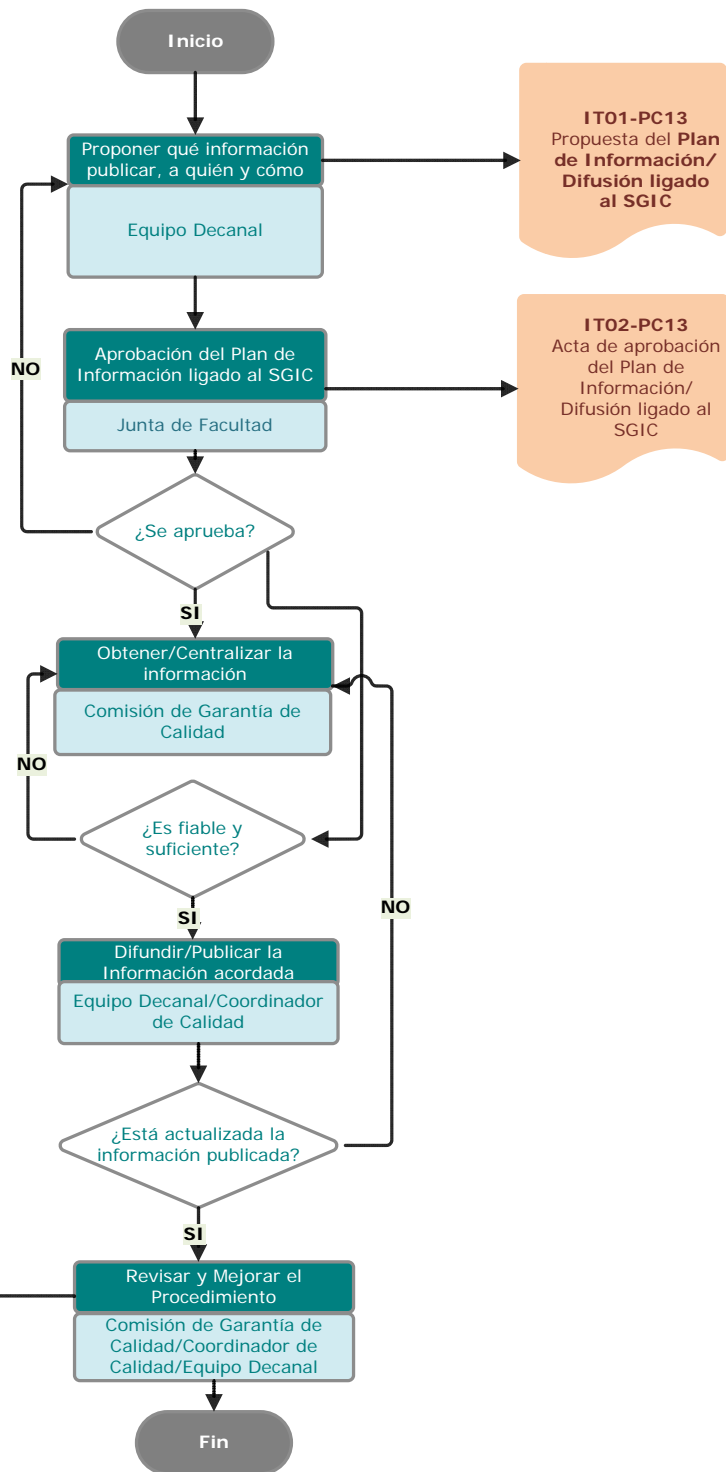 Inicio
Proponer qué información
publicar, a quién y cómo
Equipo Decanal
IT01-PC13
Propuesta del Plan
de Información/
Difusión ligado
al SGIC
Aprobación del Plan de
Información ligado al SGIC
Junta de Facultad
IT02-PC13
Acta de aprobación
del Plan de
Información/
Difusión ligado al
SGIC
NO
¿Se aprueba?
SI
Obtener/Centralizar la
información
Comisión de Garantía de
Calidad
NO
¿Es fiable y
suficiente?
NO
SI
Difundir/Publicar la
Información acordada
Equipo Decanal/Coordinador
de Calidad
¿Está actualizada la
información publicada?
SI
Revisar y Mejorar el
Procedimiento
Comisión de Garantía de
Calidad/Coordinador de
Calidad/Equipo Decanal
Fin